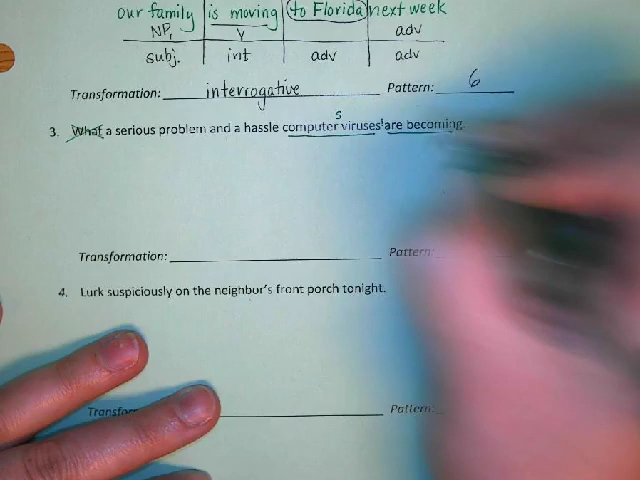 our family is moving to Florida next week
NP₁ V adv
subj. int adv adv
Transformation: interrogative Pattern: 6
S
3. What a serious problem and a hassle computer viruses are becoming.
Transformation: Pattern:
4. Lurk suspiciously on the neighbor's front porch tonight.
Pattern: